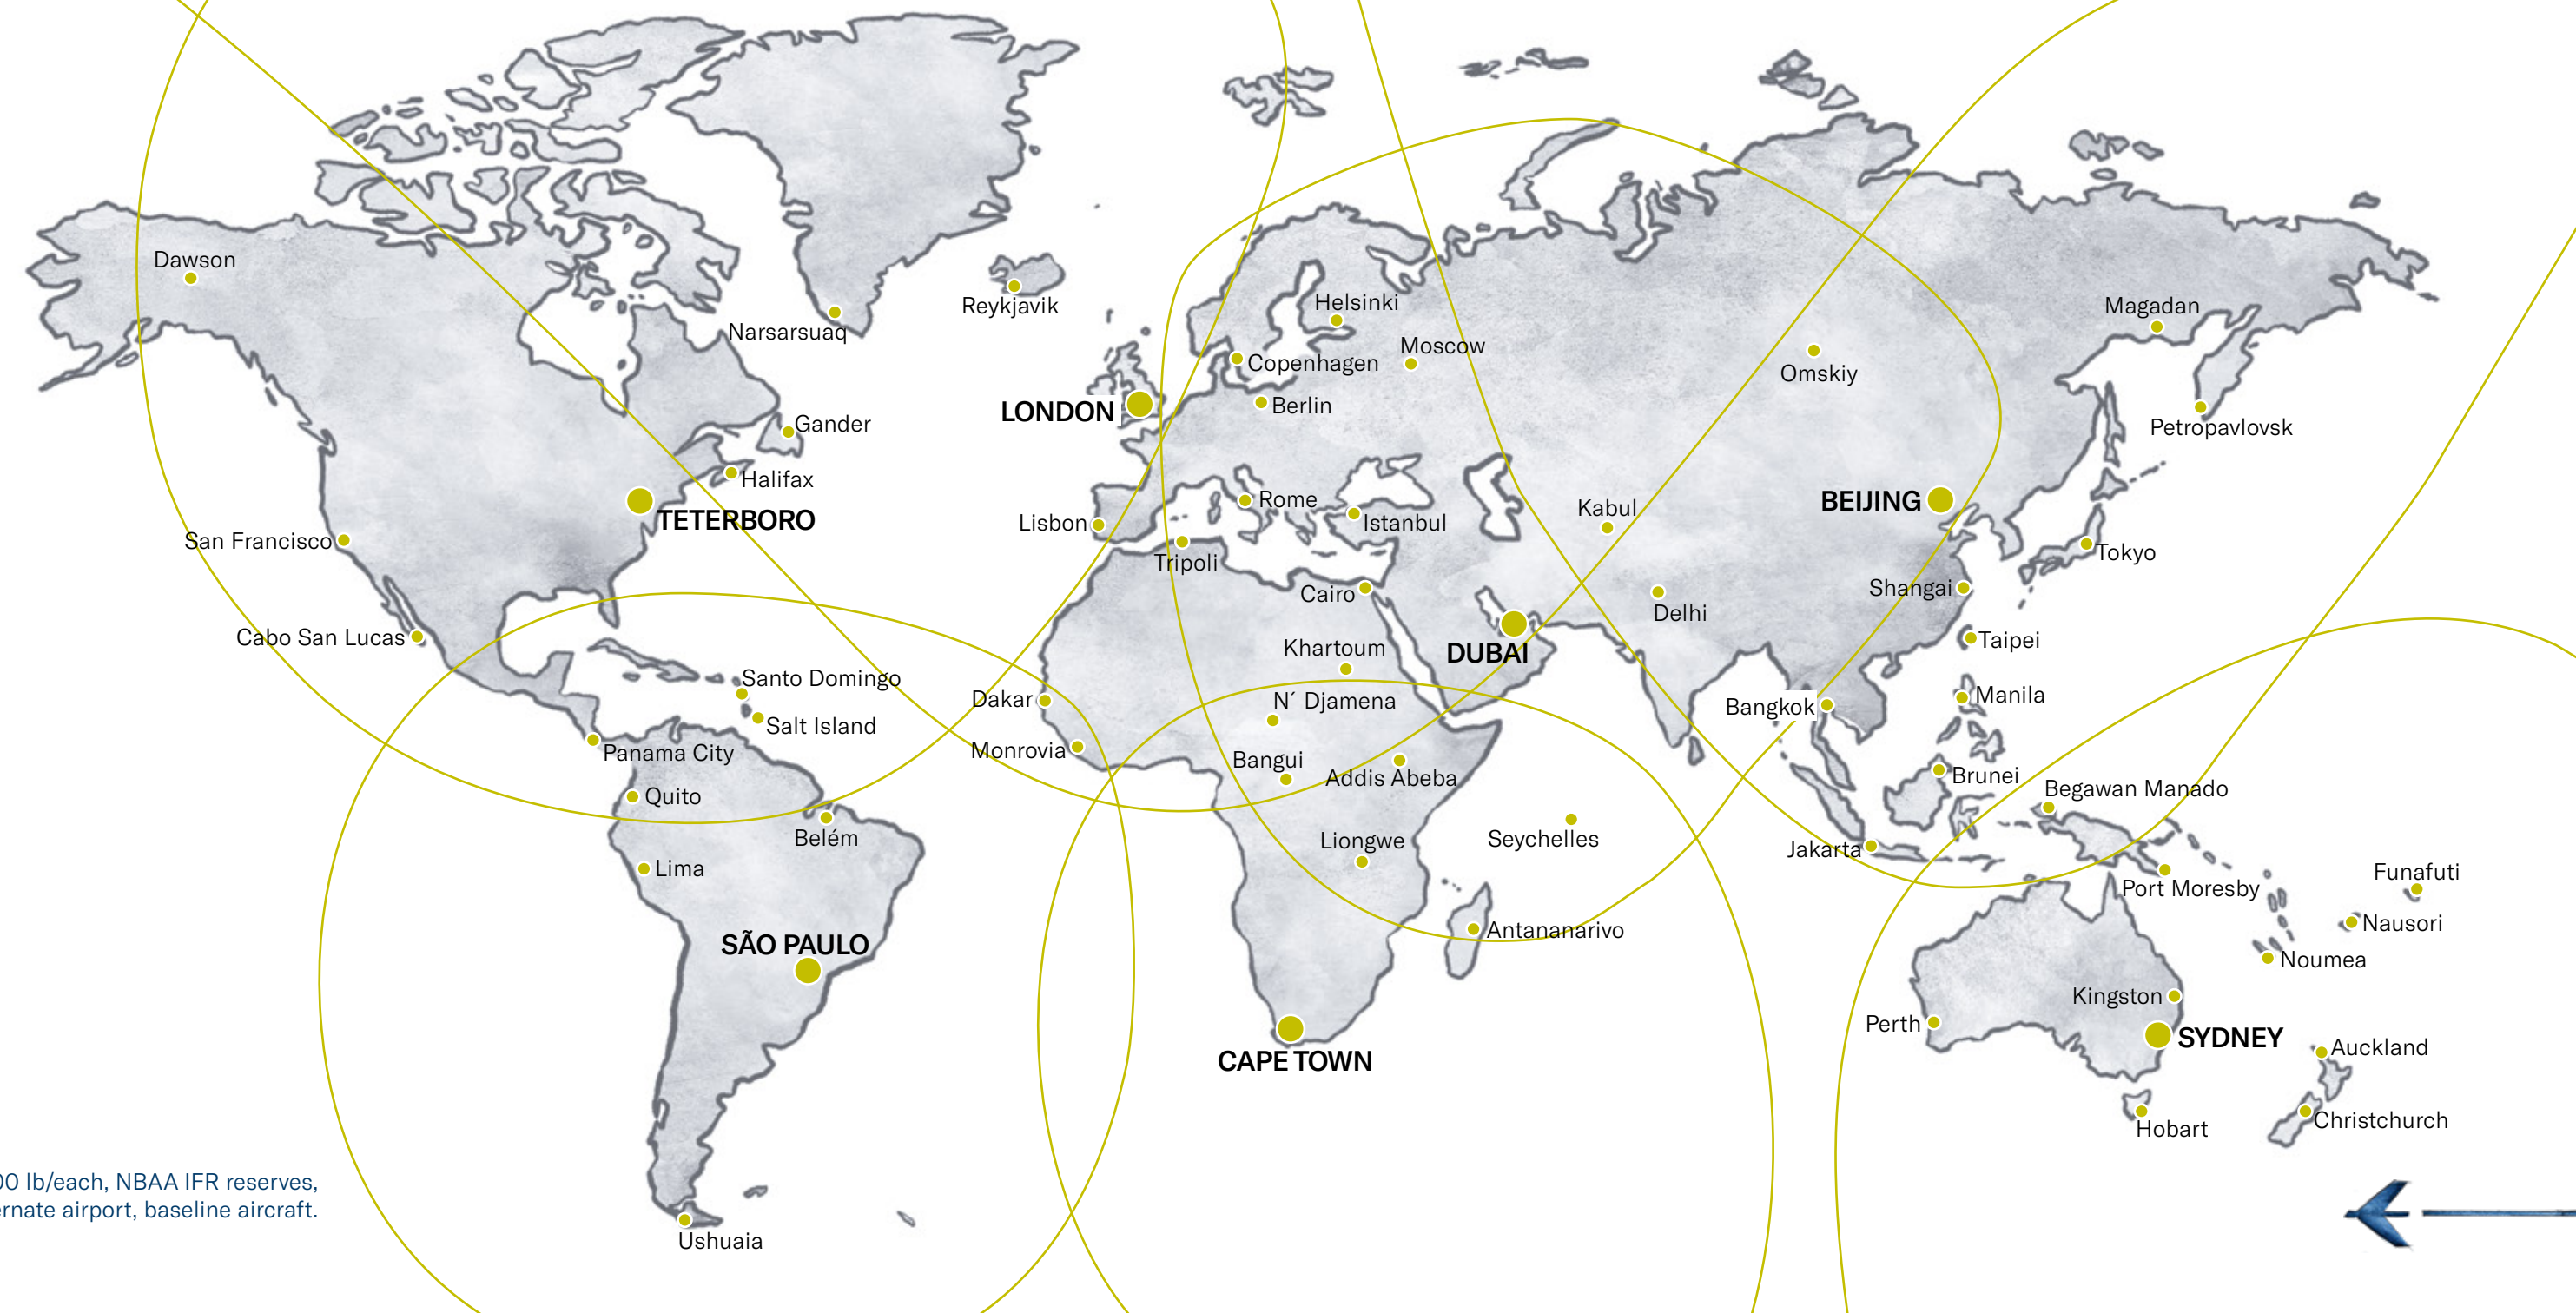 Dawson
Reykjavik
Narsarsuaq
Helsinki
Magadan
Copenhagen
Moscow
Omskiy
LONDON
Berlin
Gander
Petropavlovsk
Halifax
TETERBORO
Lisbon
Rome
Istanbul
Kabul
BEIJING
San Francisco
Tripoli
Tokyo
Cairo
Delhi
Shangai
Cabo San Lucas
Khartoum
DUBAI
Taipei
Santo Domingo
Salt Island
Dakar
N´ Djamena
Bangkok
Manila
Panama City
Monrovia
Bangui
Addis Abeba
Brunei
Begawan Manado
Quito
Belém
Liongwe
Seychelles
Jakarta
Lima
Port Moresby
Funafuti
SÃO PAULO
Antananarivo
Nausori
Noumea
Kingston
Perth
SYDNEY
CAPE TOWN
Auckland
Hobart
Christchurch
00 lb/each, NBAA IFR reserves,
ernate airport, baseline aircraft.
Ushuaia